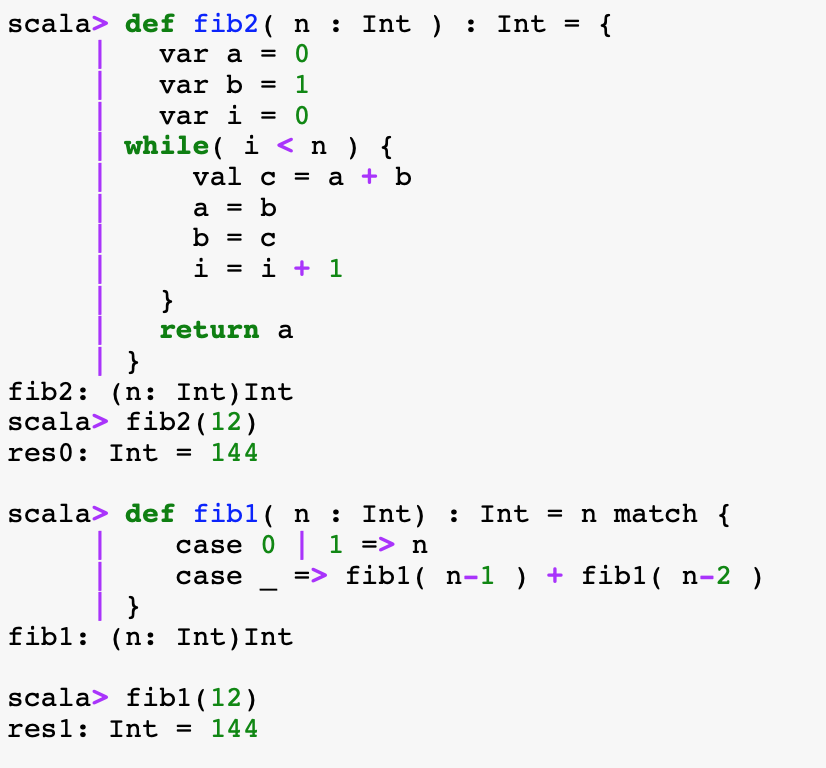 scala> def fib2( n : Int ) : Int = {
     |   var a = 0
     |   var b = 1
     |   var i = 0
     | while( i < n ) {
     |     val c = a + b
     |     a = b
     |     b = c
     |     i = i + 1
     |   }
     |   return a
     | }
fib2: (n: Int)Int
scala> fib2(12)
res0: Int = 144

scala> def fib1( n : Int) : Int = n match {
     |    case 0 | 1 => n
     |    case _ => fib1( n-1 ) + fib1( n-2 )
     | }
fib1: (n: Int)Int

scala> fib1(12)
res1: Int = 144